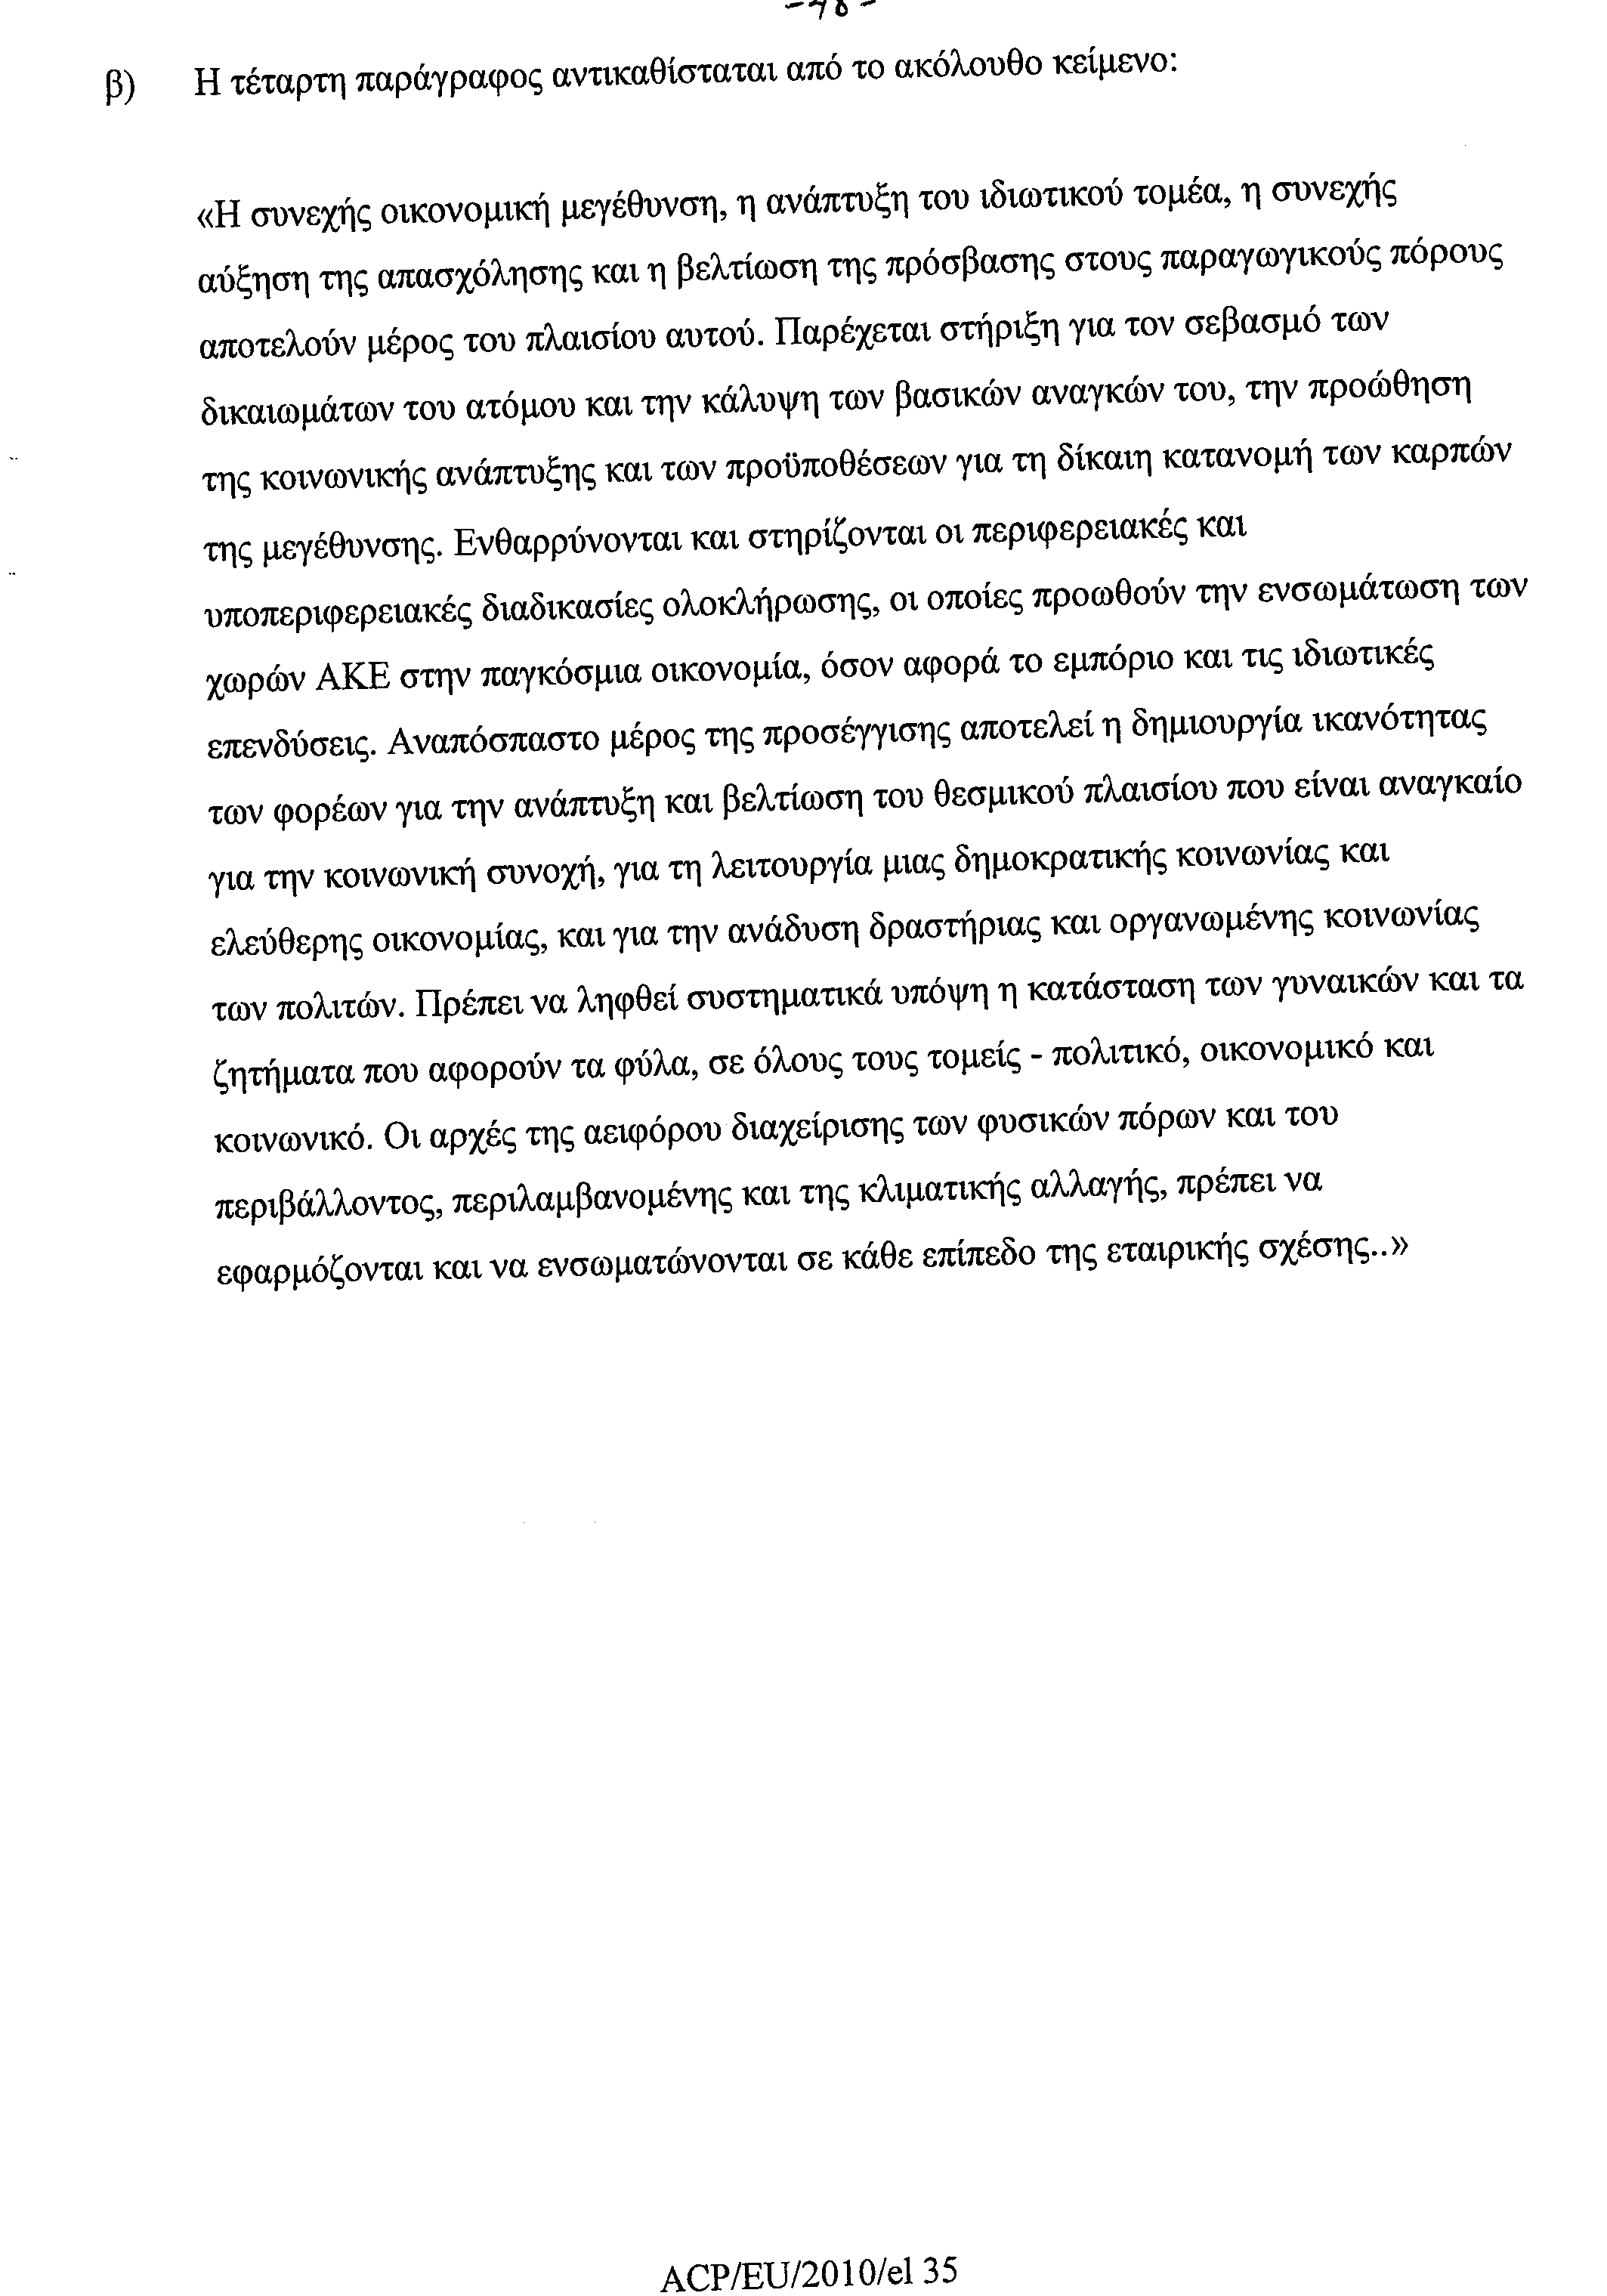 β) Η τέταρτη παράγραφος αντικαθίσταται από το ακόλουθο κείμενο:
«Η συνεχής οικονομική μεγέθυνση, η ανάπτυξη του ιδιωτικού τομέα, η συνεχής
αύξηση της απασχόλησης και η βελτίωση της πρόσβασης στους παραγωγικούς πόρους
αποτελούν μέρος του πλαισίου αυτού. Παρέχεται στήριξη για τον σεβασμό των
δικαιωμάτων του ατόμου και την κάλυψη των βασικών αναγκών του, την προώθηση
της κοινωνικής ανάπτυξης και των προϋποθέσεων για τη δίκαιη κατανομή των καρπών
της μεγέθυνσης. Ενθαρρύνονται και στηρίζονται οι περιφερειακές και
υποπεριφερειακές διαδικασίες ολοκλήρωσης, οι οποίες προωθούν την ενσωμάτωση των
χωρών ΑΚΕ στην παγκόσμια οικονομία, όσον αφορά το εμπόριο και τις ιδιωτικές
επενδύσεις. Αναπόσπαστο μέρος της προσέγγισης αποτελεί η δημιουργία ικανότητας
των φορέων για την ανάπτυξη και βελτίωση του θεσμικού πλαισίου που είναι αναγκαίο
για την κοινωνική συνοχή, για τη λειτουργία μιας δημοκρατικής κοινωνίας και
ελεύθερης οικονομίας, και για την ανάδυση δραστήριας και οργανωμένης κοινωνίας
των πολιτών. Πρέπει να ληφθεί συστηματικά υπόψη η κατάσταση των γυναικών και τα
ζητήματα που αφορούν τα φύλα, σε όλους τους τομείς - πολιτικό, οικονομικό και
κοινωνικό. Οι αρχές της αειφόρου διαχείρισης των φυσικών πόρων και του
περιβάλλοντος, περιλαμβανομένης και της κλιματικής αλλαγής, πρέπει να
εφαρμόζονται και να ενσωματώνονται σε κάθε επίπεδο της εταιρικής σχέσης..»
ACP/EU/2010/el 35